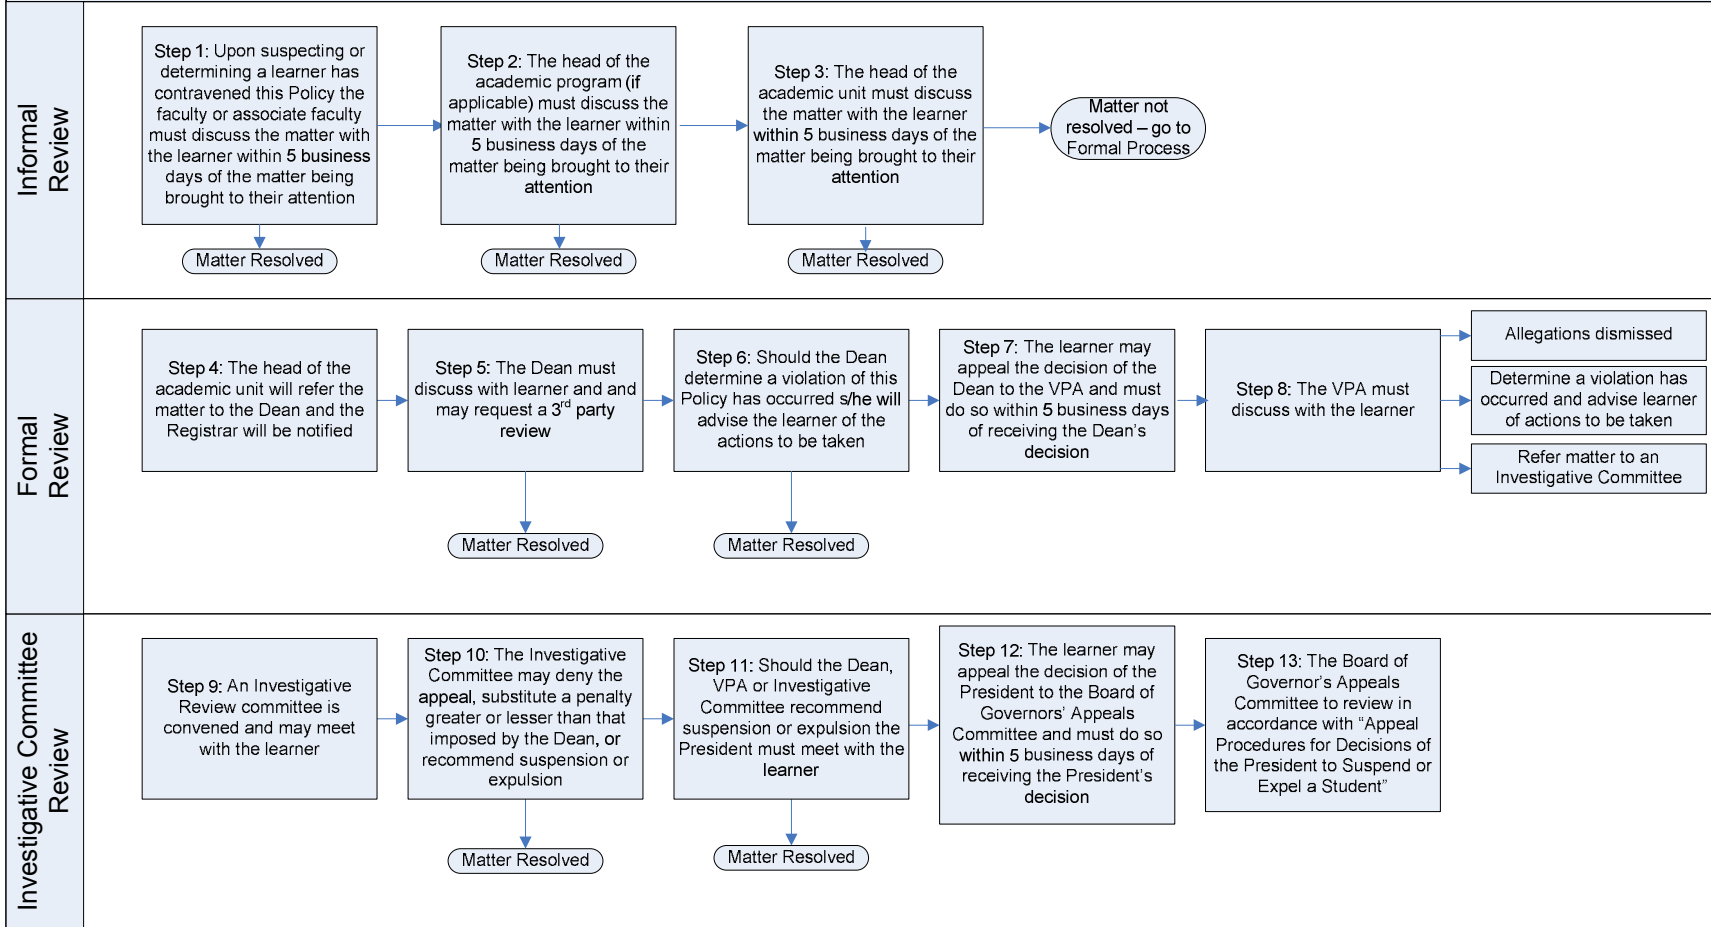 Informal
Review
Step 1: Upon suspecting or
determining a learner has
contravened this Policy the
faculty or associate faculty
must discuss the matter with
the learner within 5 business
days of the matter being
brought to their attention
Step 2: The head of the
academic program (if
applicable) must discuss the
matter with the learner within
5 business days of the
matter being brought to their
attention
Step 3: The head of the
academic unit must discuss
the matter with the learner
within 5 business days of the
matter being brought to their
attention
Matter not
resolved – go to
Formal Process
Matter Resolved
Matter Resolved
Matter Resolved
Formal
Review
Step 4: The head of the
academic unit will refer the
matter to the Dean and the
Registrar will be notified
Step 5: The Dean must
discuss with learner and and
may request a 3rd party
review
Step 6: Should the Dean
determine a violation of this
Policy has occurred s/he will
advise the learner of the
actions to be taken
Step 7: The learner may
appeal the decision of the
Dean to the VPA and must
do so within 5 business days
of receiving the Dean's
decision
Step 8: The VPA must
discuss with the learner
Allegations dismissed
Determine a violation has
occurred and advise learner
of actions to be taken
Refer matter to an
Investigative Committee
Matter Resolved
Matter Resolved
Investigative Committee
Review
Step 9: An Investigative
Review committee is
convened and may meet
with the learner
Step 10: The Investigative
Committee may deny the
appeal, substitute a penalty
greater or lesser than that
imposed by the Dean, or
recommend suspension or
expulsion
Step 11: Should the Dean,
VPA or Investigative
Committee recommend
suspension or expulsion the
President must meet with the
learner
Step 12: The learner may
appeal the decision of the
President to the Board of
Governors' Appeals
Committee and must do so
within 5 business days of
receiving the President's
decision
Step 13: The Board of
Governor's Appeals
Committee to review in
accordance with "Appeal
Procedures for Decisions of
the President to Suspend or
Expel a Student"
Matter Resolved
Matter Resolved